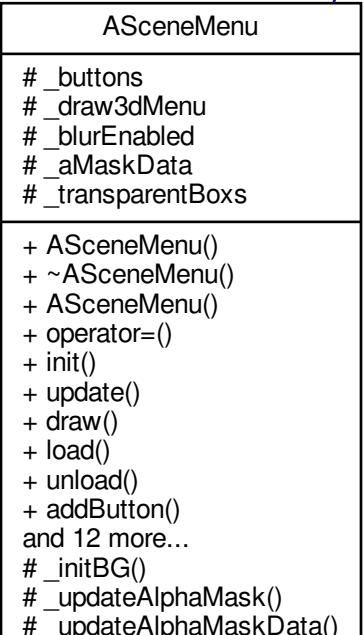 ASceneMenu
# _buttons
# _draw3dMenu
# _blurEnabled
# _aMaskData
# _transparentBoxs
+ ASceneMenu()
+ ~ASceneMenu()
+ ASceneMenu()
+ operator=()
+ init()
+ update()
+ draw()
+ load()
+ unload()
+ addButton()
and 12 more...
# _initBG()
# _updateAlphaMask()
# _updateAlphaMaskData()